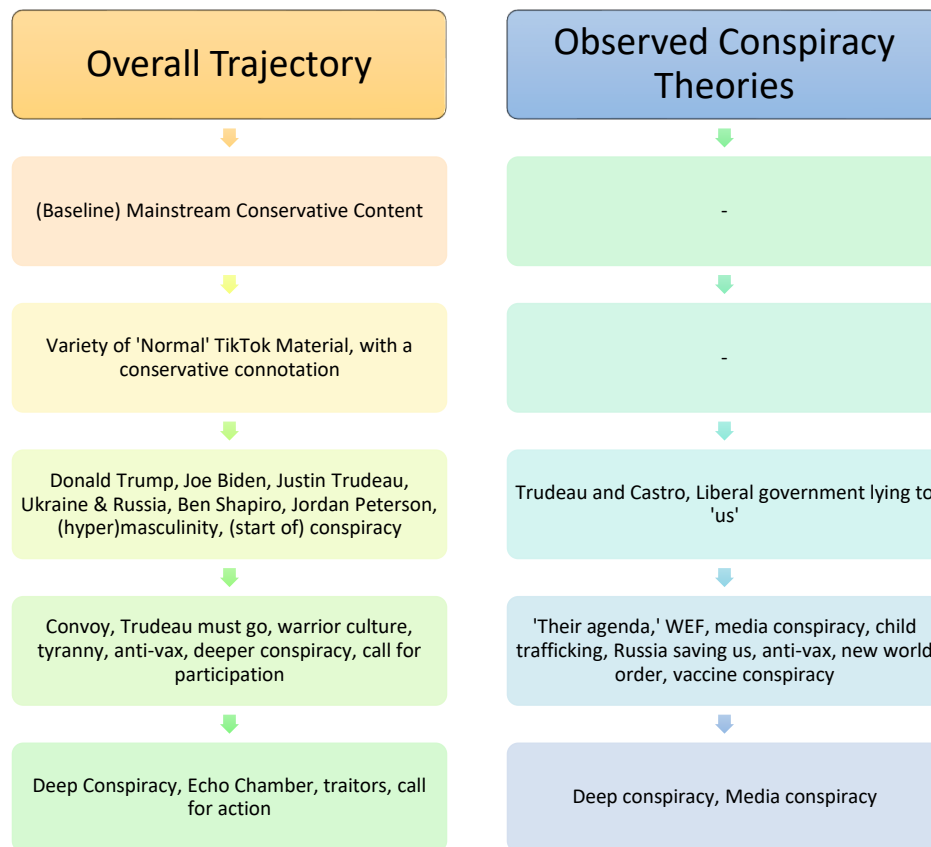 Overall Trajectory
(Baseline) Mainstream Conservative Content
Variety of 'Normal' TikTok Material, with a
conservative connotation
Donald Trump, Joe Biden, Justin Trudeau,
Ukraine & Russia, Ben Shapiro, Jordan Peterson,
(hyper)masculinity, (start of) conspiracy
Convoy, Trudeau must go, warrior culture,
tyranny, anti-vax, deeper conspiracy, call for
participation
Deep Conspiracy, Echo Chamber, traitors, call
for action
Observed Conspiracy
Theories
-
-
Trudeau and Castro, Liberal government lying to
'us'
'Their agenda,' WEF, media conspiracy, child
trafficking, Russia saving us, anti-vax, new world
order, vaccine conspiracy
Deep conspiracy, Media conspiracy